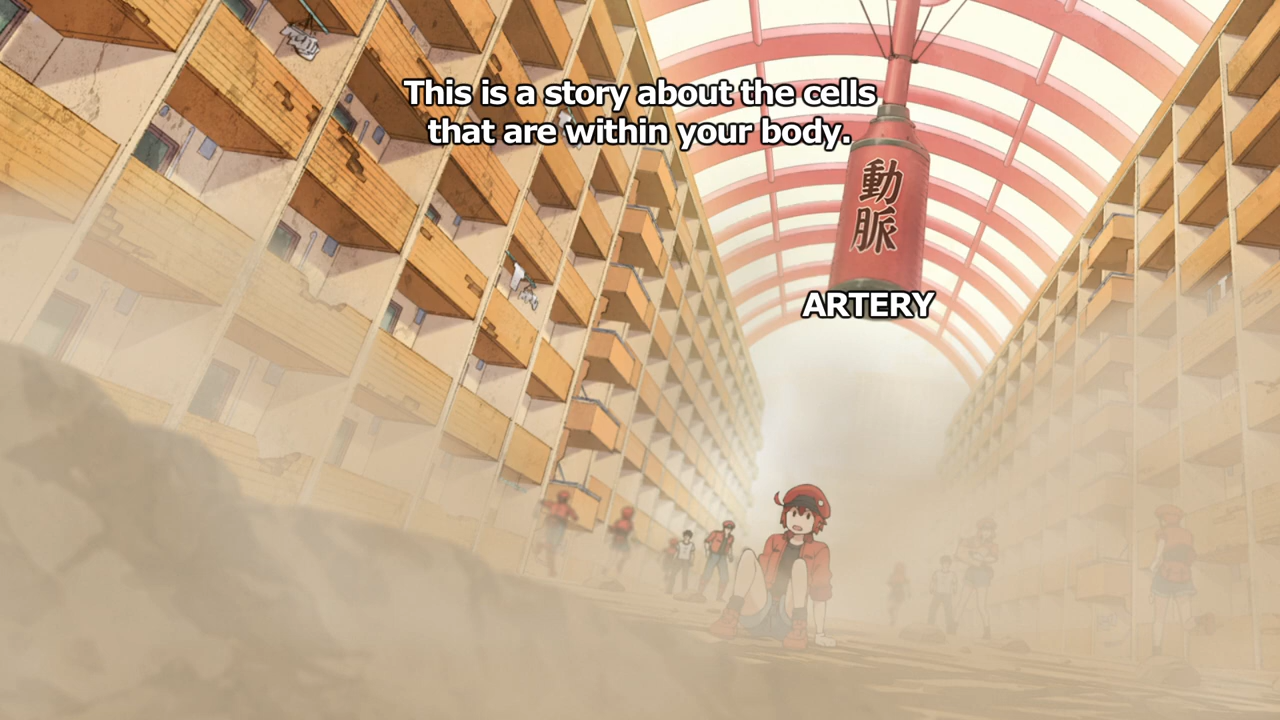 This is a story about the cells
that are within your body.
動脈
ARTERY